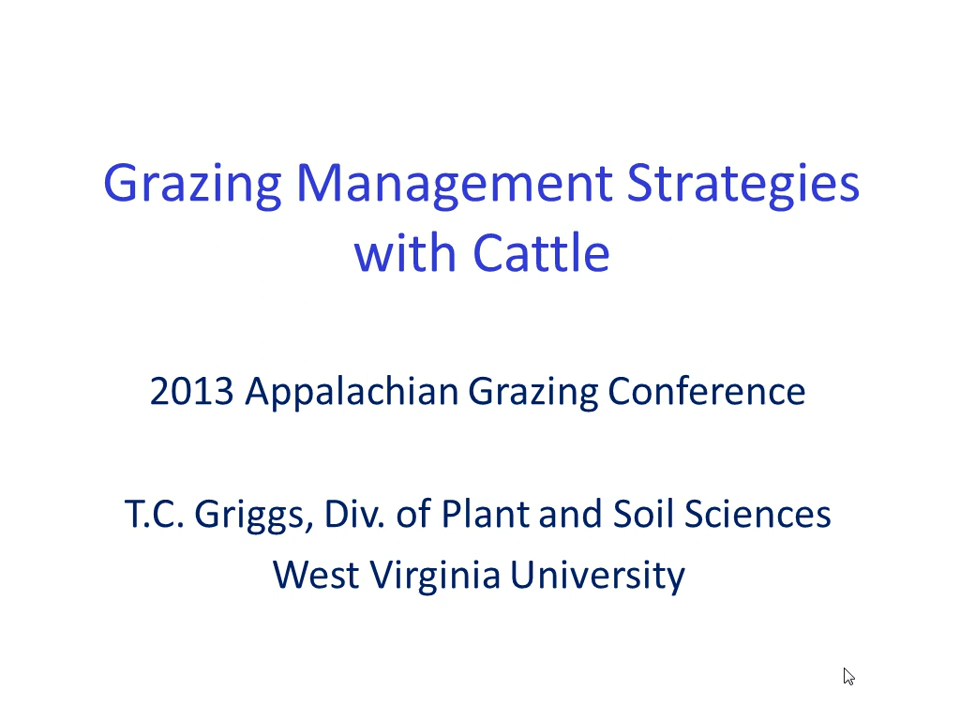 Grazing Management Strategies
with Cattle
2013 Appalachian Grazing Conference
T.C. Griggs, Div. of Plant and Soil Sciences
West Virginia University